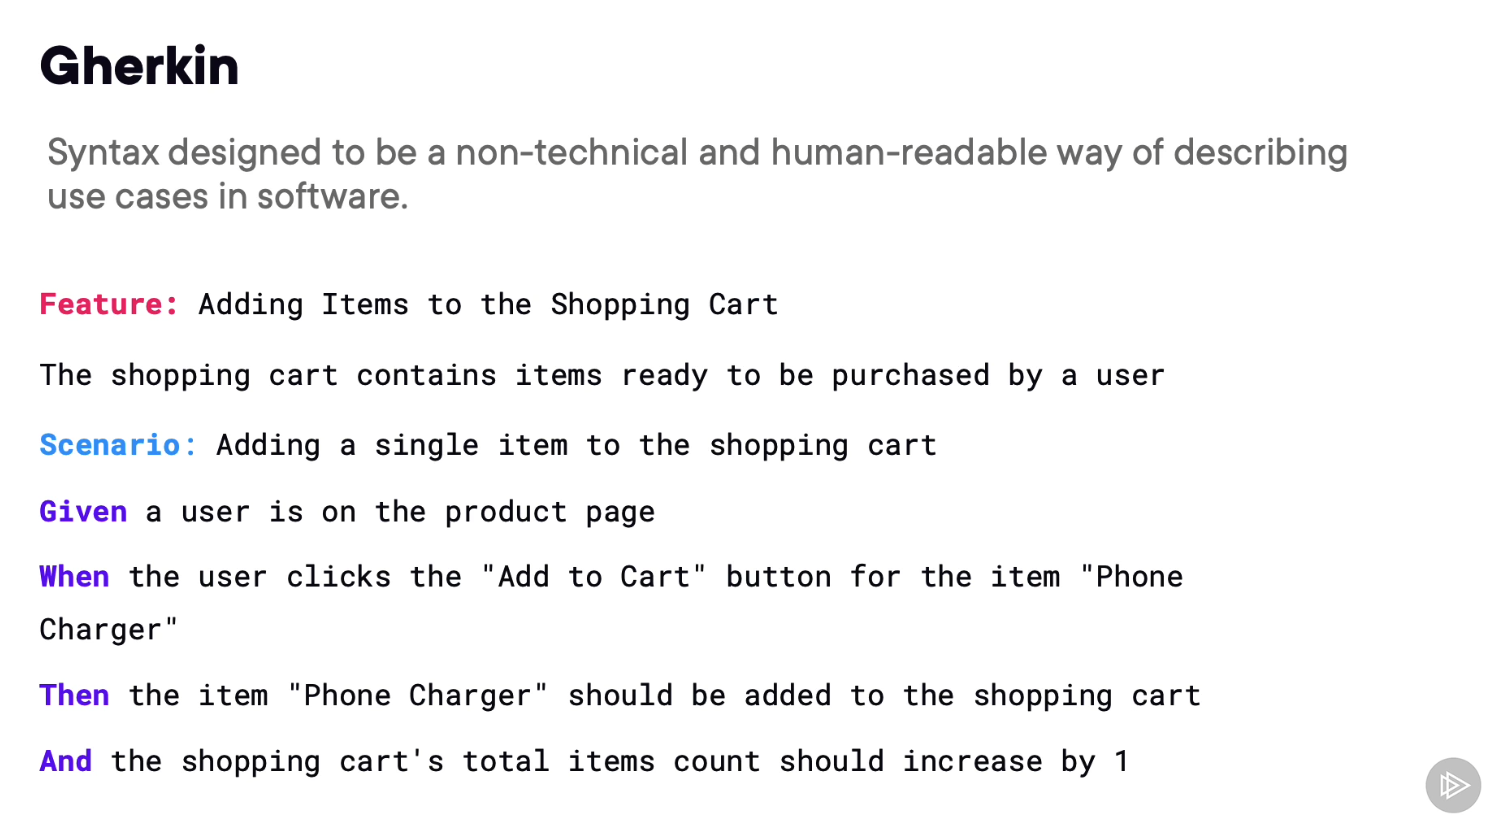 Gherkin
Syntax designed to be a non-technical and human-readable way of describing
use cases in software.
Feature: Adding Items to the Shopping Cart
The shopping cart contains items ready to be purchased by a user
Scenario: Adding a single item to the shopping cart
Given a user is on the product page
When the user clicks the "Add to Cart" button for the item "Phone
Charger"
Then the item "Phone Charger" should be added to the shopping cart
And the shopping cart's total items count should increase by 1